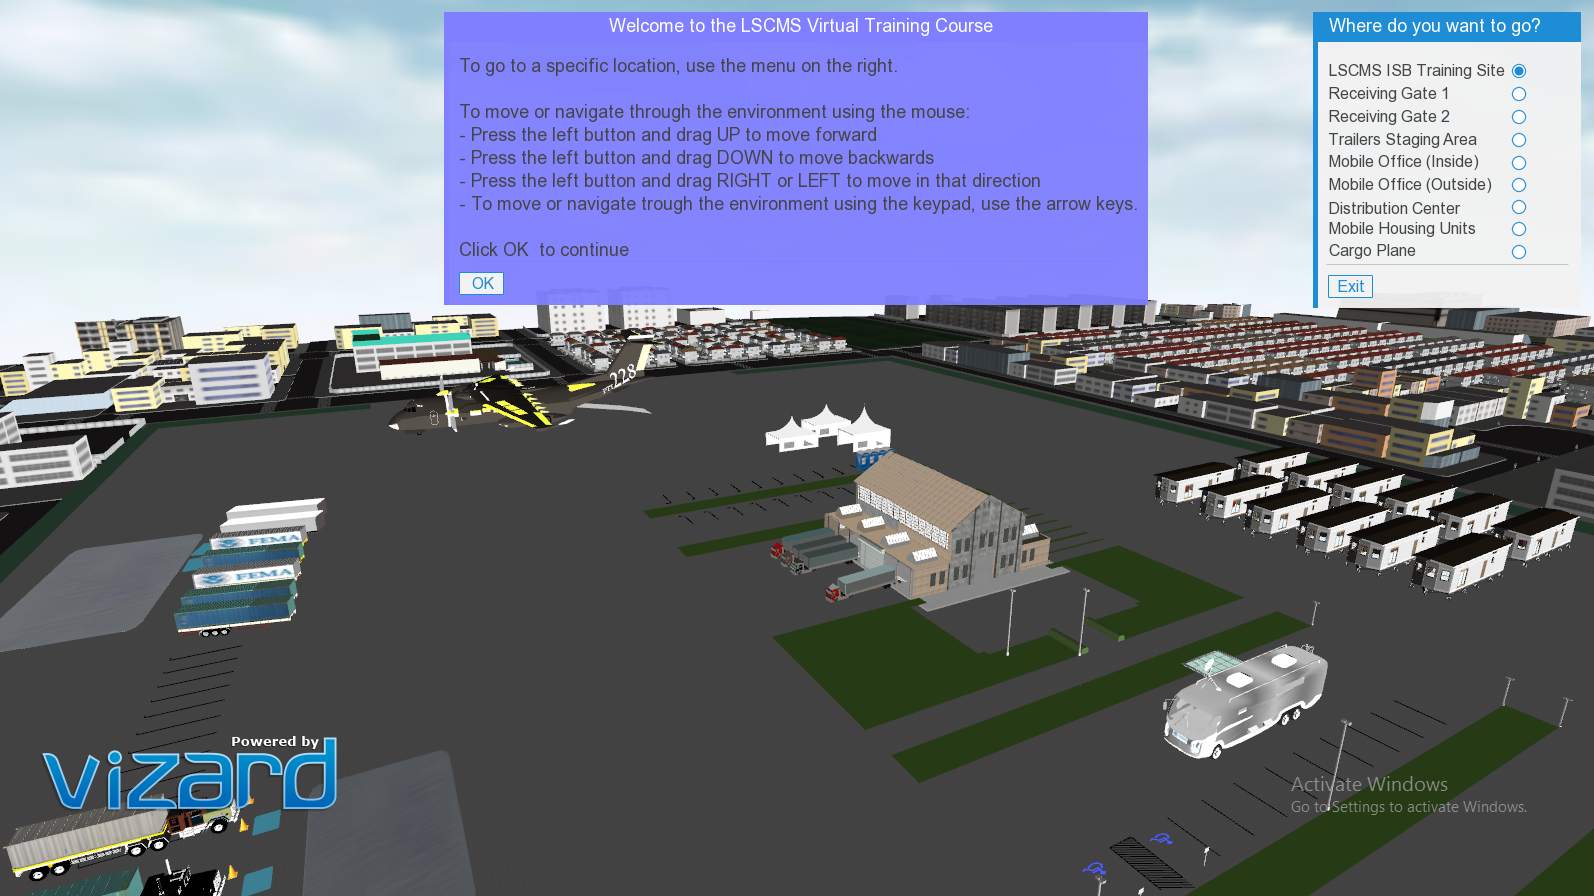 Welcome to the LSCMS Virtual Training Course
To go to a specific location, use the menu on the right.
To move or navigate through the environment using the mouse:
- Press the left button and drag UP to move forward
- Press the left button and drag DOWN to move backwards
- Press the left button and drag RIGHT or LEFT to move in that direction
- To move or navigate trough the environment using the keypad, use the arrow keys.
Click OK  to continue
OK
Where do you want to go?
LSCMS ISB Training Site
Receiving Gate 1
Receiving Gate 2
Trailers Staging Area
Mobile Office (Inside)
Mobile Office (Outside)
Distribution Center
Mobile Housing Units
Cargo Plane
Exit
228
FEMA
FEMA
Powered by
vizard
Activate Windows
Go to Settings to activate Windows.